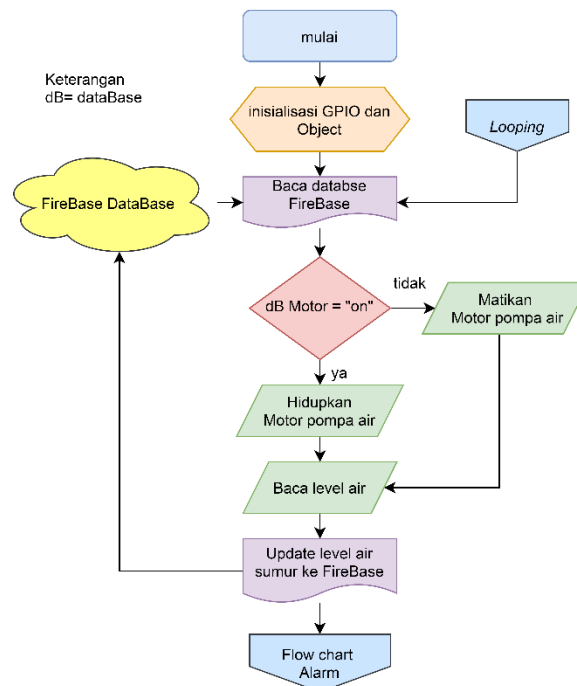 mulai
Keterangan
dB= dataBase
inisialisasi GPIO dan
Object
Looping
Baca databse
FireBase
FireBase DataBase
dB Motor = "on"
tidak
Matikan
Motor pompa air
ya
Hidupkan
Motor pompa air
Baca level air
Update level air
sumur ke FireBase
Flow chart
Alarm